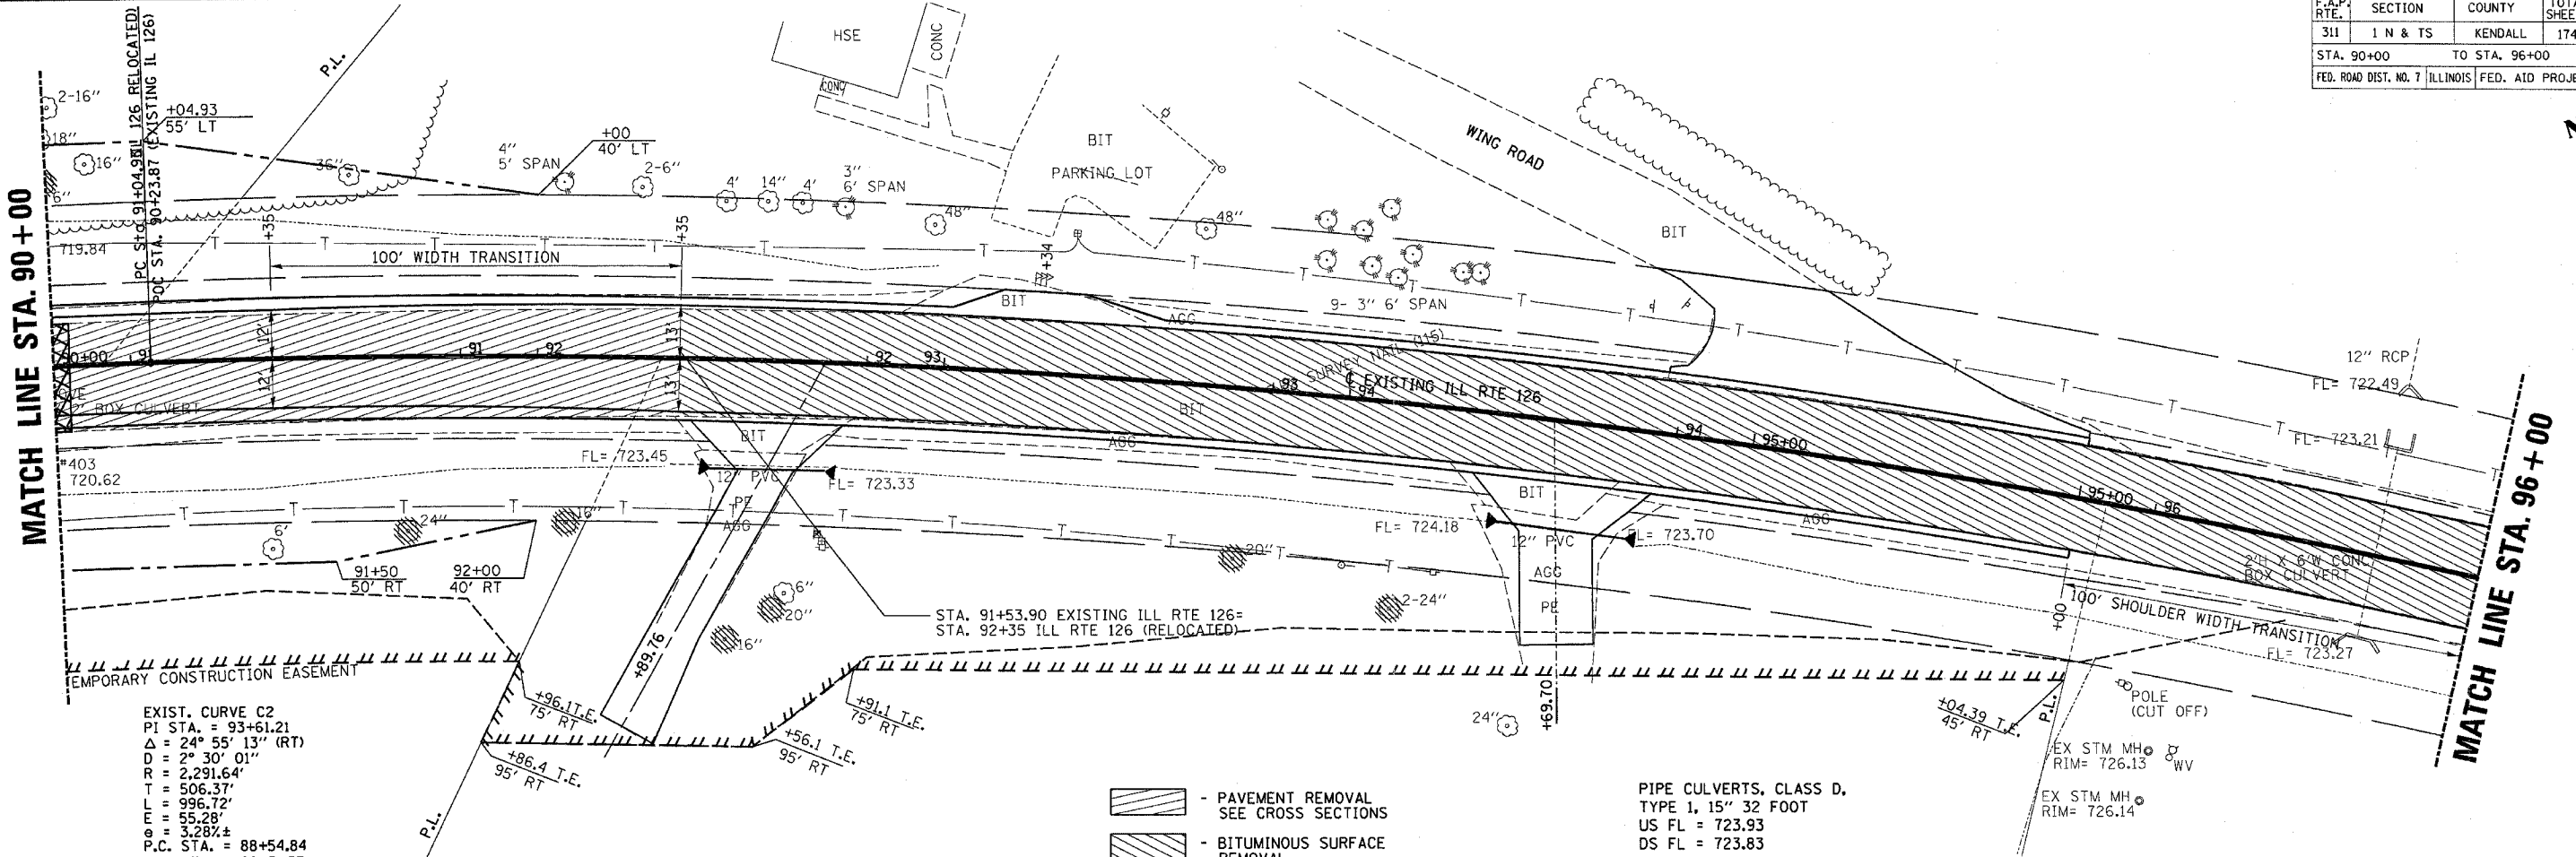 F.A.P. RTE. SECTION COUNTY
311 1 N & TS KENDALL 174
STA. 90+00 TO STA. 96+00
FED. ROAD DIST. NO. 7 ILLINOIS FED. AID
MATCH LINE STA. 90+00
PC Sta 91+04.93 IL 126 RELOCATED)
POC STA. 90+23.87 (EXISTING IL 126)
P.L.
2-16"
18"
16"
6"
+04.93
55' LT
36"
4"
5' SPAN
+00
40' LT
2-6"
4'
14"
4'
3"
6' SPAN
48"
HSE
CONC
CONC
BIT
PARKING LOT
48"
WING ROAD
BIT
719.84
+35
100' WIDTH TRANSITION
+35
+34
BIT
AGG
9- 3" 6' SPAN
12'
12'
13'
13'
91
91
92
92
93
93
94
94
95+00
95+00
96
SURVEY NAIL (115)
℄ EXISTING ILL RTE 126
BIT
BOX CULVERT
12" RCP
FL= 722.49
FL= 723.21
MATCH LINE STA. 96+00
403
720.62
FL= 723.45
BIT
12" PVC
FL= 723.33
PE
AGG
AGG
FL= 724.18
BIT
12" PVC
FL= 723.70
AGG
PE
AGG
2'H X 6'W CONC
BOX CULVERT
100' SHOULDER WIDTH TRANSITION
+00
FL= 723.27
6'
24"
16"
91+50
50' RT
92+00
40' RT
6"
20"
16"
20"
2-24"
24"
STA. 91+53.90 EXISTING ILL RTE 126=
STA. 92+35 ILL RTE 126 (RELOCATED)
+89.76
+69.70
EMPORARY CONSTRUCTION EASEMENT
+96.1 T.E.
75' RT
+91.1 T.E.
75' RT
+86.4 T.E.
95' RT
+56.1 T.E.
95' RT
+04.39 T.E.
45' RT
P.L.
P.L.
POLE
(CUT OFF)
EX STM MH
RIM= 726.13
WV
EX STM MH
RIM= 726.14
EXIST. CURVE C2
PI STA. = 93+61.21
Δ = 24° 55' 13" (RT)
D = 2° 30' 01"
R = 2,291.64'
T = 506.37'
L = 996.72'
E = 55.28'
e = 3.28%±
P.C. STA. = 88+54.84
- PAVEMENT REMOVAL
SEE CROSS SECTIONS
- BITUMINOUS SURFACE
REMOVAL
PIPE CULVERTS, CLASS D,
TYPE 1, 15" 32 FOOT
US FL = 723.93
DS FL = 723.83